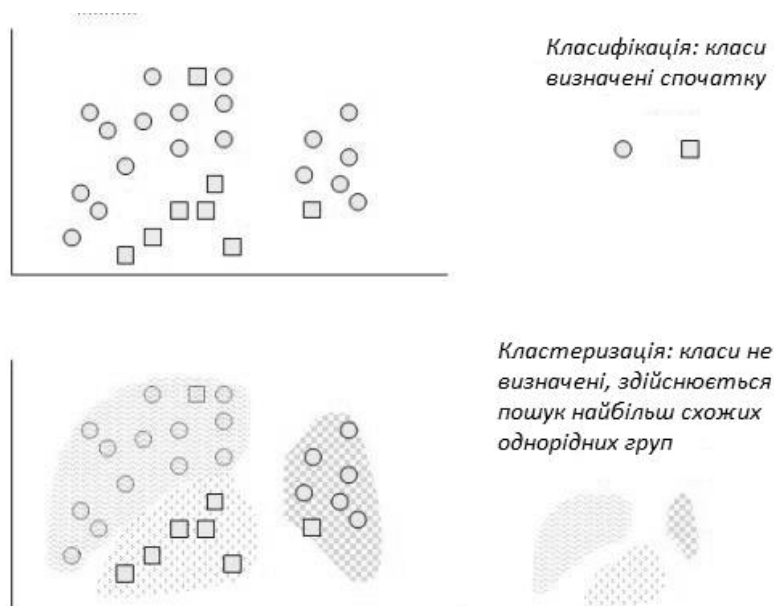 Класифікація: класи
визначені спочатку
Кластеризація: класи не
визначені, здійснюється
пошук найбільш схожих
однорідних груп